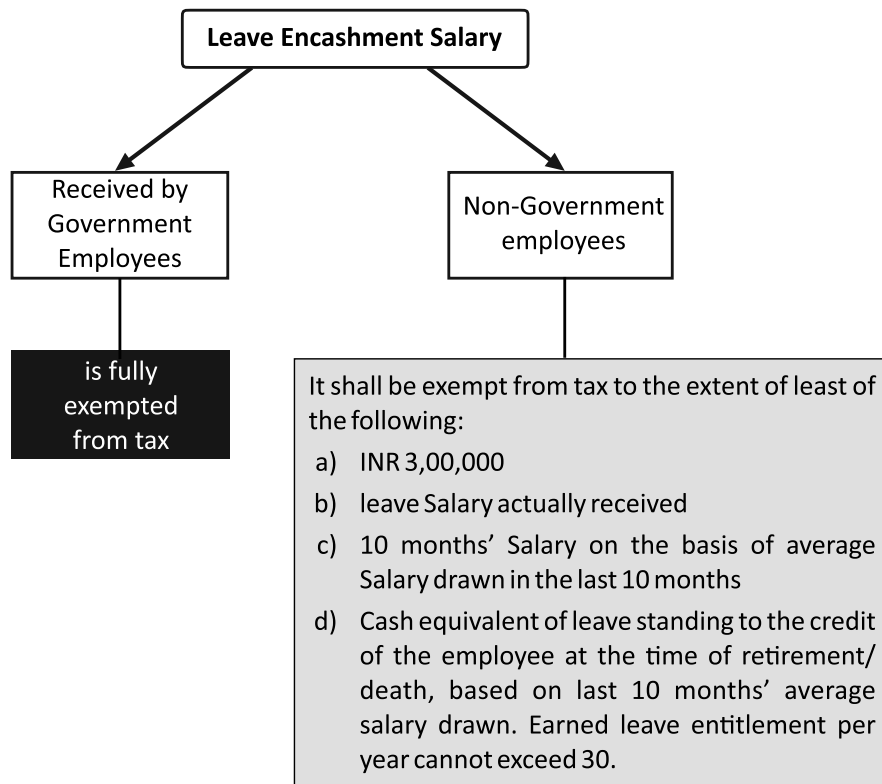 Leave Encashment Salary
Received by
Government
Employees
Non-Government
employees
is fully
exempted
from tax
It shall be exempt from tax to the extent of least of
the following:
a) INR 3,00,000
b) leave Salary actually received
c) 10 months’ Salary on the basis of average
Salary drawn in the last 10 months
d) Cash equivalent of leave standing to the credit
of the employee at the time of retirement/
death, based on last 10 months’ average
salary drawn. Earned leave entitlement per
year cannot exceed 30.